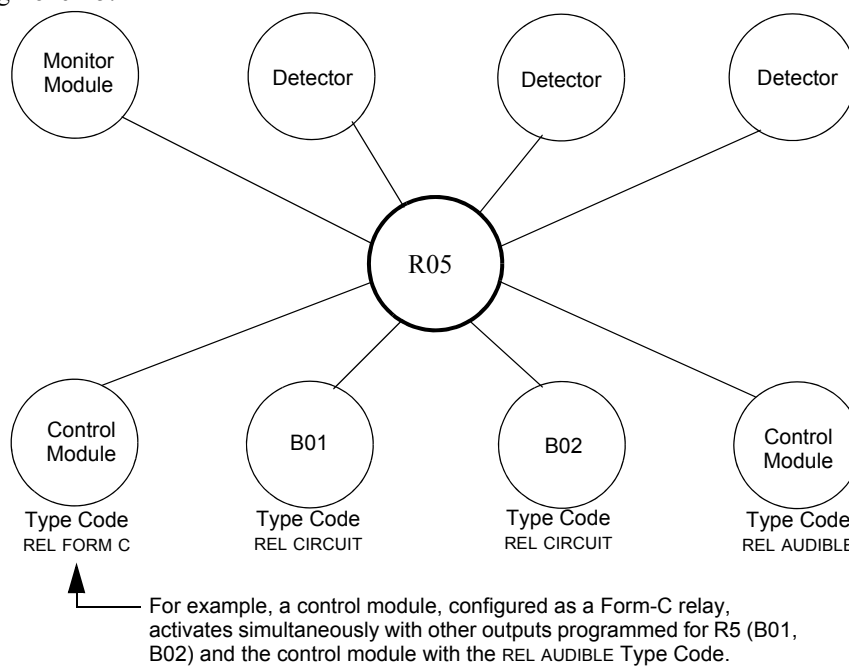 Monitor
Module
Detector
Detector
Detector
R05
Control
Module
B01
B02
Control
Module
Type Code
REL FORM C
Type Code
REL CIRCUIT
Type Code
REL CIRCUIT
Type Code
REL AUDIBLE
For example, a control module, configured as a Form-C relay,
activates simultaneously with other outputs programmed for R5 (B01,
B02) and the control module with the REL AUDIBLE Type Code.